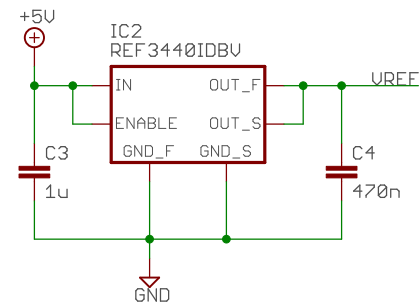 +5V
IC2
REF3440IDBV
IN
OUT_F
VREF
ENABLE
OUT_S
GND_F
GND_S
C3
C4
1u
470n
GND